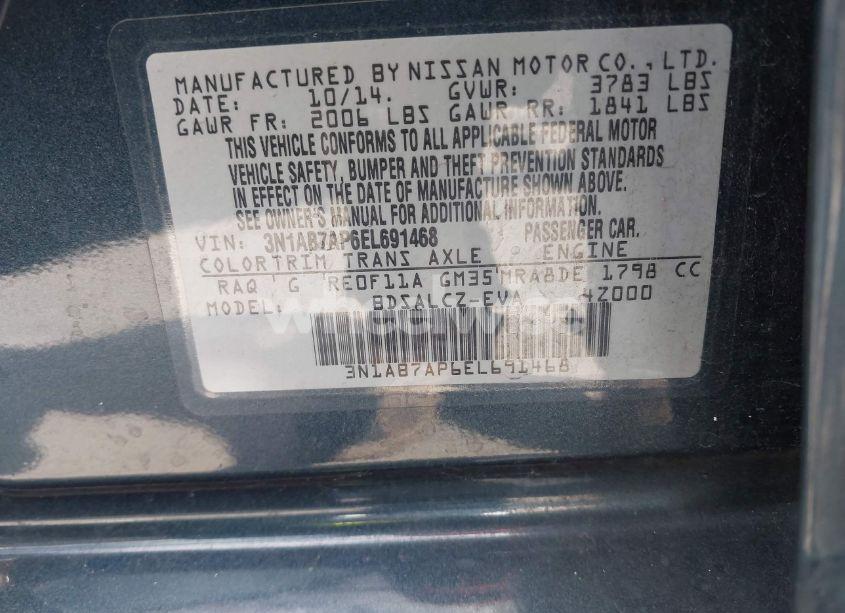 MANUFACTURED BY NISSAN MOTOR CO., LTD.
DATE: 10/14. GVWR: 3783 LBS
GAWR FR: 2006 LBS GAWR RR: 1841 LBS
THIS VEHICLE CONFORMS TO ALL APPLICABLE FEDERAL MOTOR
VEHICLE SAFETY, BUMPER AND THEFT PREVENTION STANDARDS
IN EFFECT ON THE DATE OF MANUFACTURE SHOWN ABOVE.
SEE OWNER'S MANUAL FOR ADDITIONAL INFORMATION.
VIN: 3N1AB7AP6EL691468 PASSENGER CAR.
COLOR TRIM TRANS AXLE ENGINE
RAQ G RE0F11A GM35 MRA8DE 1798 CC
MODEL: BDSALCZ-EVA 4Z000
3N1AB7AP6EL691468